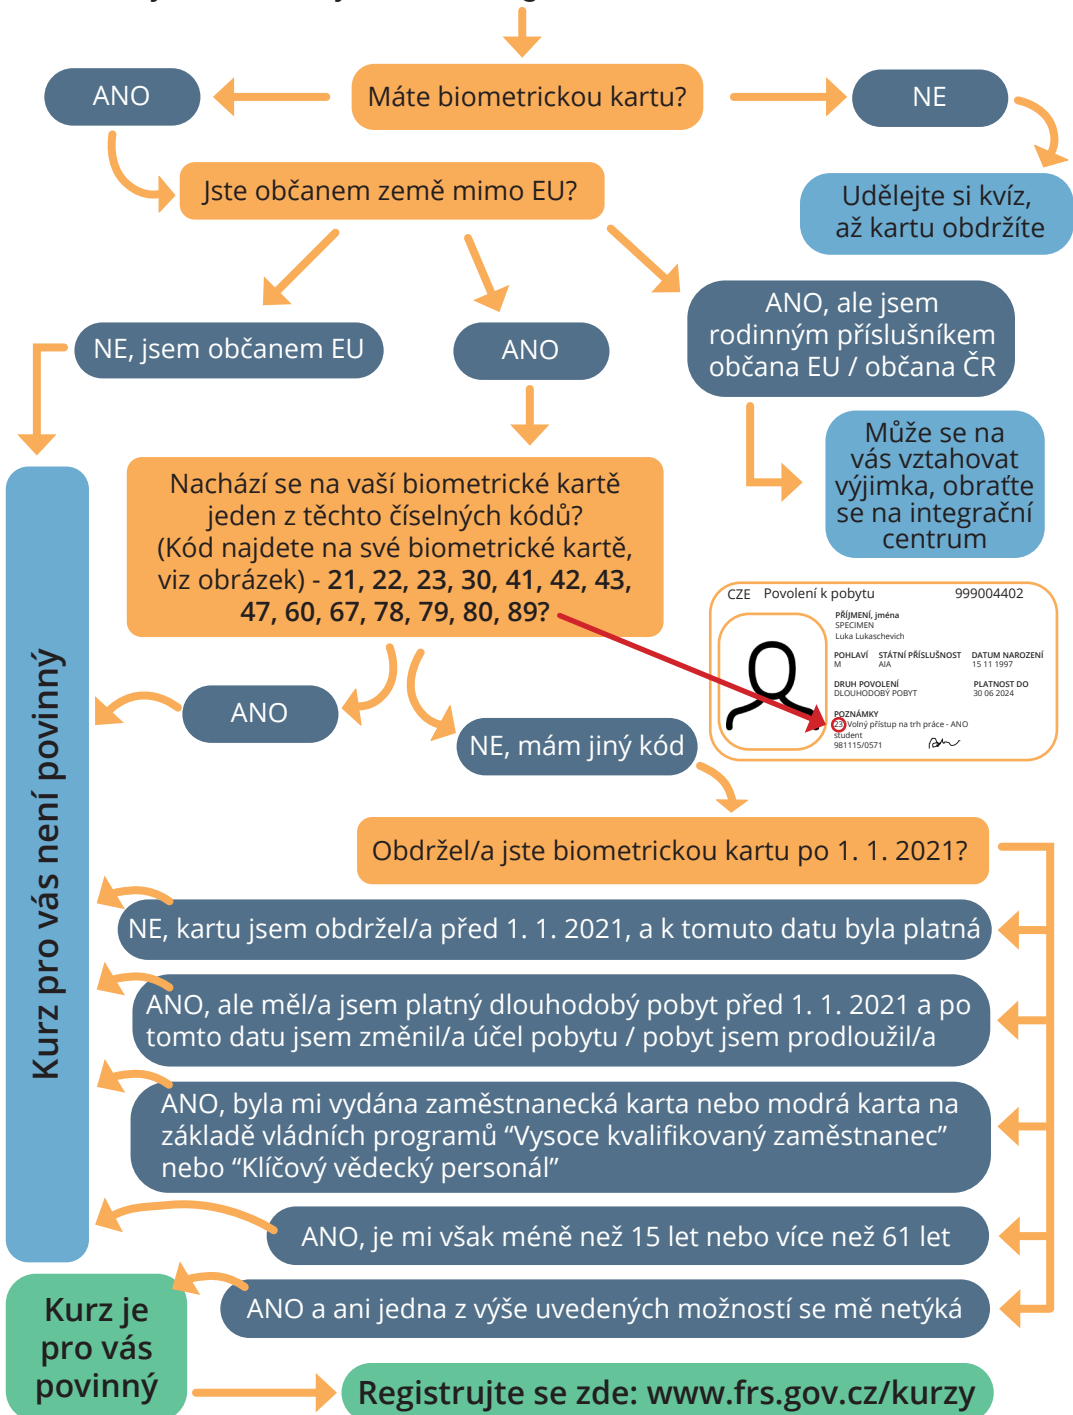 Máte biometrickou kartu?
ANO
NE
Udělejte si kvíz,
až kartu obdržíte
Jste občanem země mimo EU?
NE, jsem občanem EU
ANO
ANO, ale jsem
rodinným příslušníkem
občana EU / občana ČR
Může se na
vás vztahovat
výjimka, obraťte
se na integrační
centrum
Nachází se na vaší biometrické kartě
jeden z těchto číselných kódů?
(Kód najdete na své biometrické kartě,
viz obrázek) - 21, 22, 23, 30, 41, 42, 43,
47, 60, 67, 78, 79, 80, 89?
CZE Povolení k pobytu 999004402
PŘÍJMENÍ, jména
SPECIMEN
Luka Lukaschevich
POHLAVÍ STÁTNÍ PŘÍSLUŠNOST DATUM NAROZENÍ
M AIA 15 11 1997
DRUH POVOLENÍ PLATNOST DO
DLOUHODOBÝ POBYT 30 06 2024
POZNÁMKY
23 Volný přístup na trh práce - ANO
student
981115/0571
ANO
NE, mám jiný kód
Obdržel/a jste biometrickou kartu po 1. 1. 2021?
NE, kartu jsem obdržel/a před 1. 1. 2021, a k tomuto datu byla platná
ANO, ale měl/a jsem platný dlouhodobý pobyt před 1. 1. 2021 a po
tomto datu jsem změnil/a účel pobytu / pobyt jsem prodloužil/a
ANO, byla mi vydána zaměstnanecká karta nebo modrá karta na
základě vládních programů “Vysoce kvalifikovaný zaměstnanec”
nebo “Klíčový vědecký personál”
ANO, je mi však méně než 15 let nebo více než 61 let
ANO a ani jedna z výše uvedených možností se mě netýká
Kurz pro vás není povinný
Kurz je
pro vás
povinný
Registrujte se zde: www.frs.gov.cz/kurzy